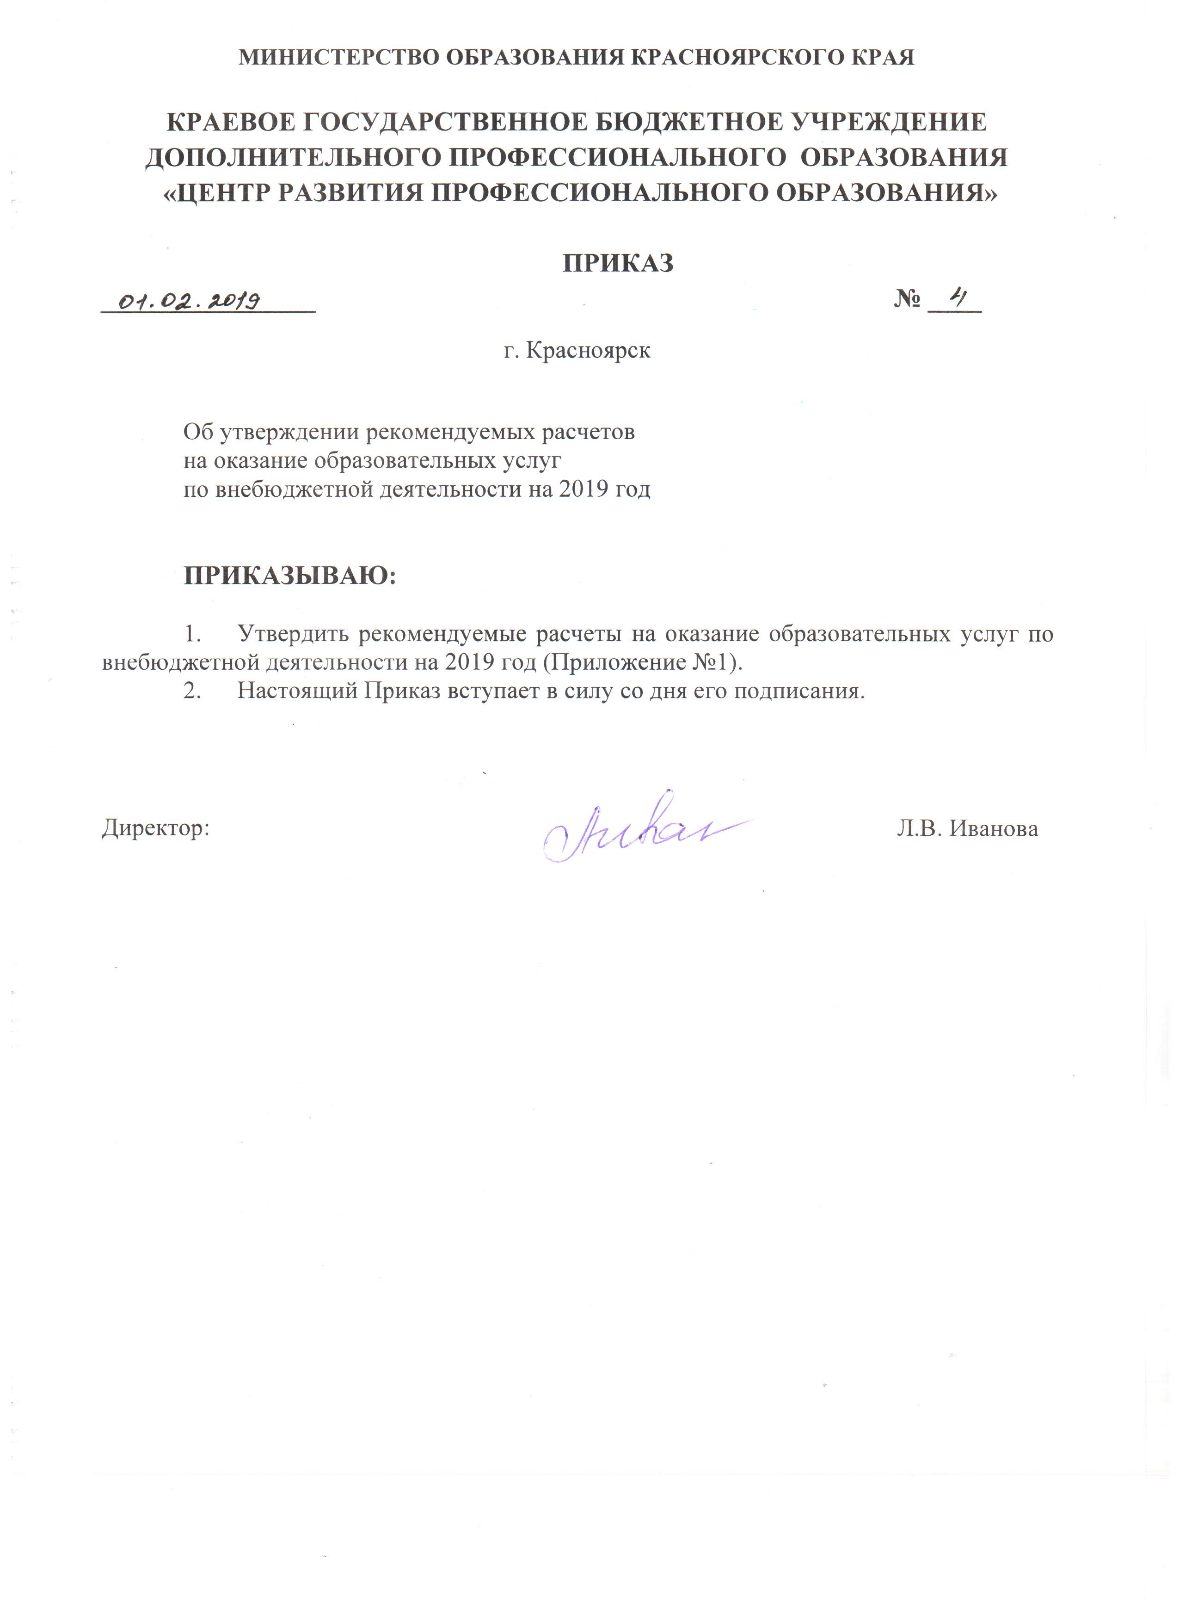 МИНИСТЕРСТВО ОБРАЗОВАНИЯ КРАСНОЯРСКОГО КРАЯ
КРАЕВОЕ ГОСУДАРСТВЕННОЕ БЮДЖЕТНОЕ УЧРЕЖДЕНИЕ
ДОПОЛНИТЕЛЬНОГО ПРОФЕССИОНАЛЬНОГО ОБРАЗОВАНИЯ
«ЦЕНТР РАЗВИТИЯ ПРОФЕССИОНАЛЬНОГО ОБРАЗОВАНИЯ»
ПРИКАЗ
01.02.2019 № 4
г. Красноярск
Об утверждении рекомендуемых расчетов
на оказание образовательных услуг
по внебюджетной деятельности на 2019 год
ПРИКАЗЫВАЮ:
1. Утвердить рекомендуемые расчеты на оказание образовательных услуг по
внебюджетной деятельности на 2019 год (Приложение №1).
2. Настоящий Приказ вступает в силу со дня его подписания.
Директор: Л.В. Иванова